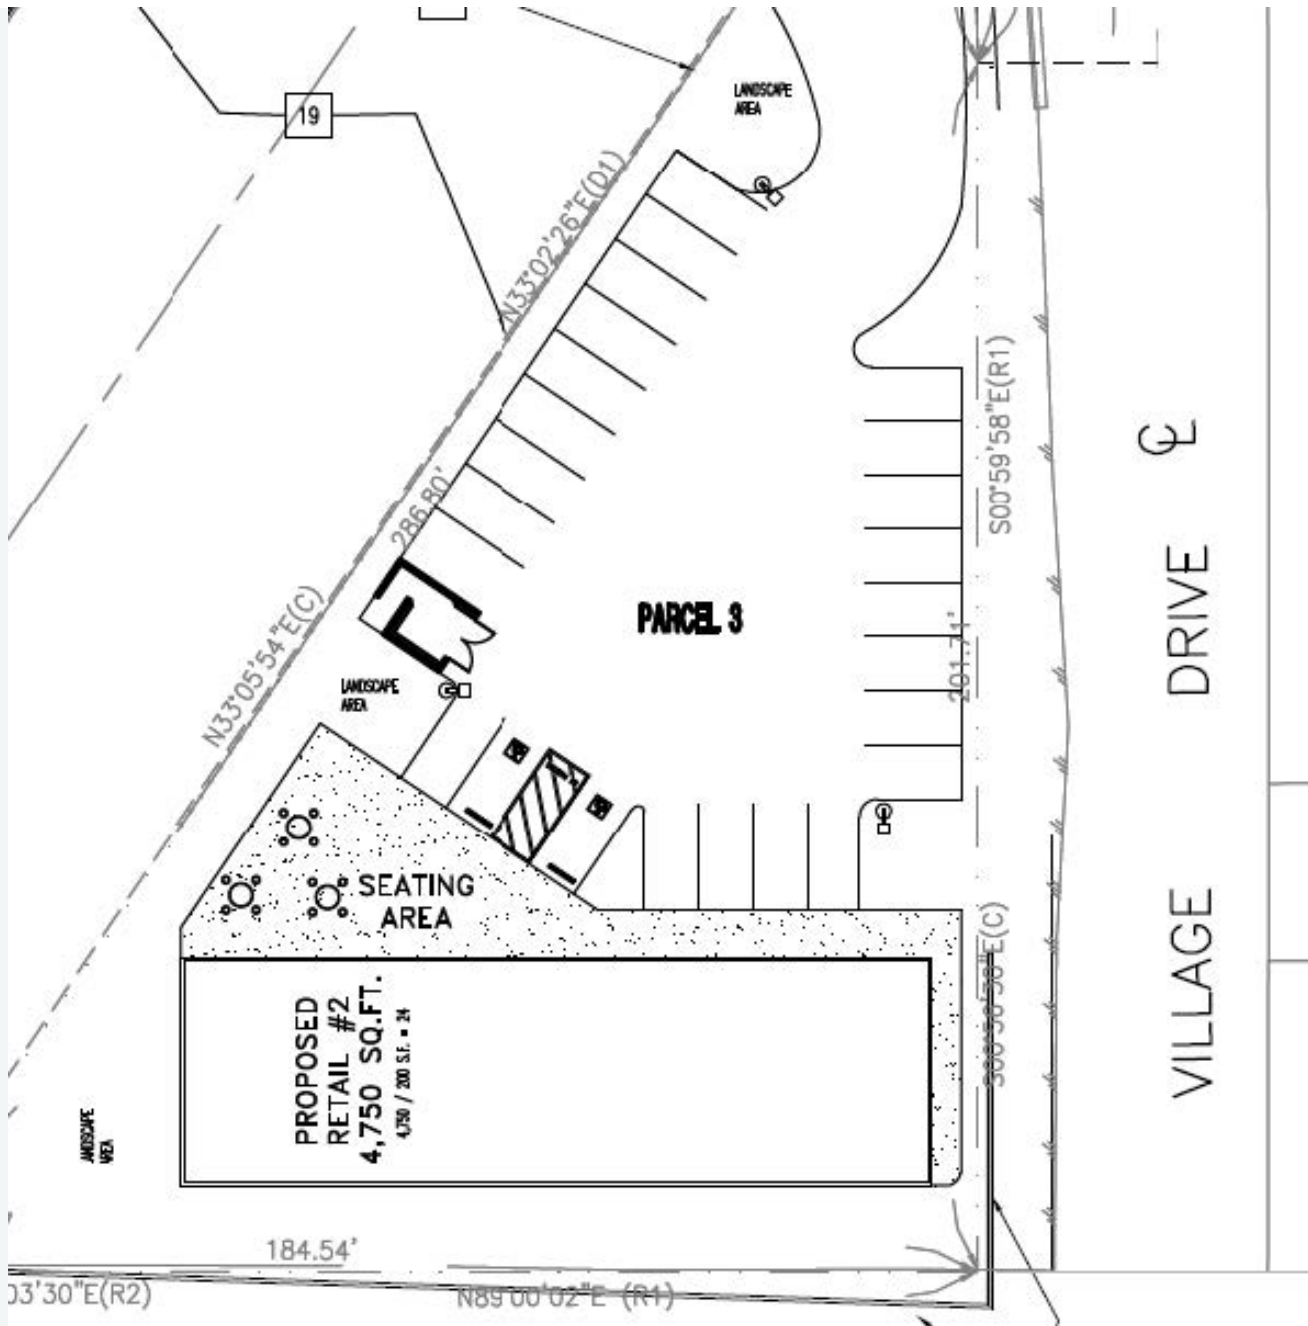 19
LANDSCAPE
AREA
N33°02'26"E(D1)
S00°59'58"E(R1)
286.80'
℄
VILLAGE DRIVE
PARCEL 3
201.71'
N33°05'54"E(C)
LANDSCAPE
AREA
SEATING
AREA
PROPOSED
RETAIL #2
4,750 SQ.FT.
4,750 / 200 S.F. = 24
ANDSCAPE
AREA
184.54'
03'30"E(R2)
N89°00'02"E (R1)